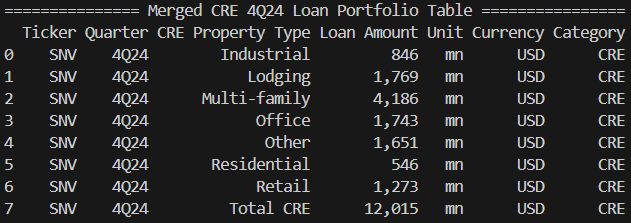 =============== Merged CRE 4Q24 Loan Portfolio Table ================
Ticker Quarter CRE Property Type Loan Amount Unit Currency Category
0 SNV 4Q24 Industrial 846 mn USD CRE
1 SNV 4Q24 Lodging 1,769 mn USD CRE
2 SNV 4Q24 Multi-family 4,186 mn USD CRE
3 SNV 4Q24 Office 1,743 mn USD CRE
4 SNV 4Q24 Other 1,651 mn USD CRE
5 SNV 4Q24 Residential 546 mn USD CRE
6 SNV 4Q24 Retail 1,273 mn USD CRE
7 SNV 4Q24 Total CRE 12,015 mn USD CRE